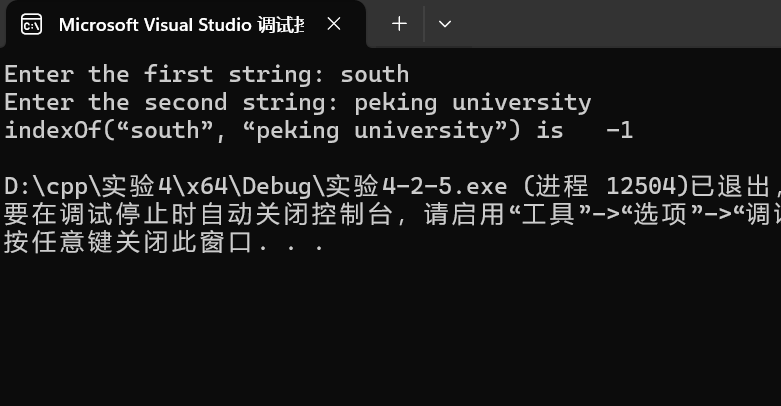 Microsoft Visual Studio 调试
Enter the first string: south
Enter the second string: peking university
indexOf(“south”, “peking university”) is   -1
D:\cpp\实验4\x64\Debug\实验4-2-5.exe (进程 12504)已退出，
要在调试停止时自动关闭控制台，请启用“工具”->“选项”->“调
按任意键关闭此窗口. . .